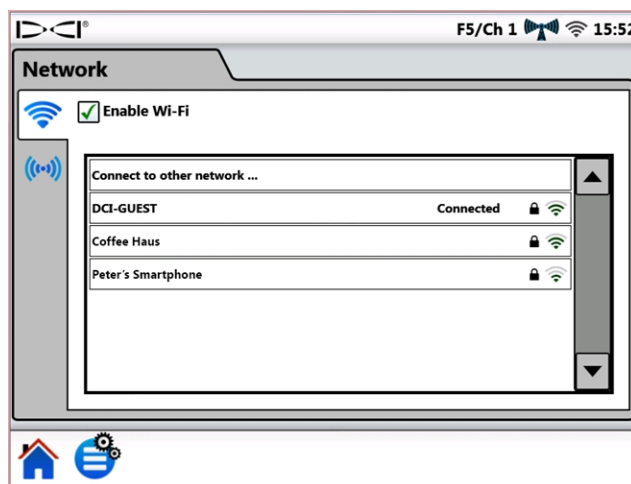 DCI®
F5/Ch 1 15:52
Network
Enable Wi-Fi
Connect to other network ...
DCI-GUEST Connected
Coffee Haus
Peter's Smartphone